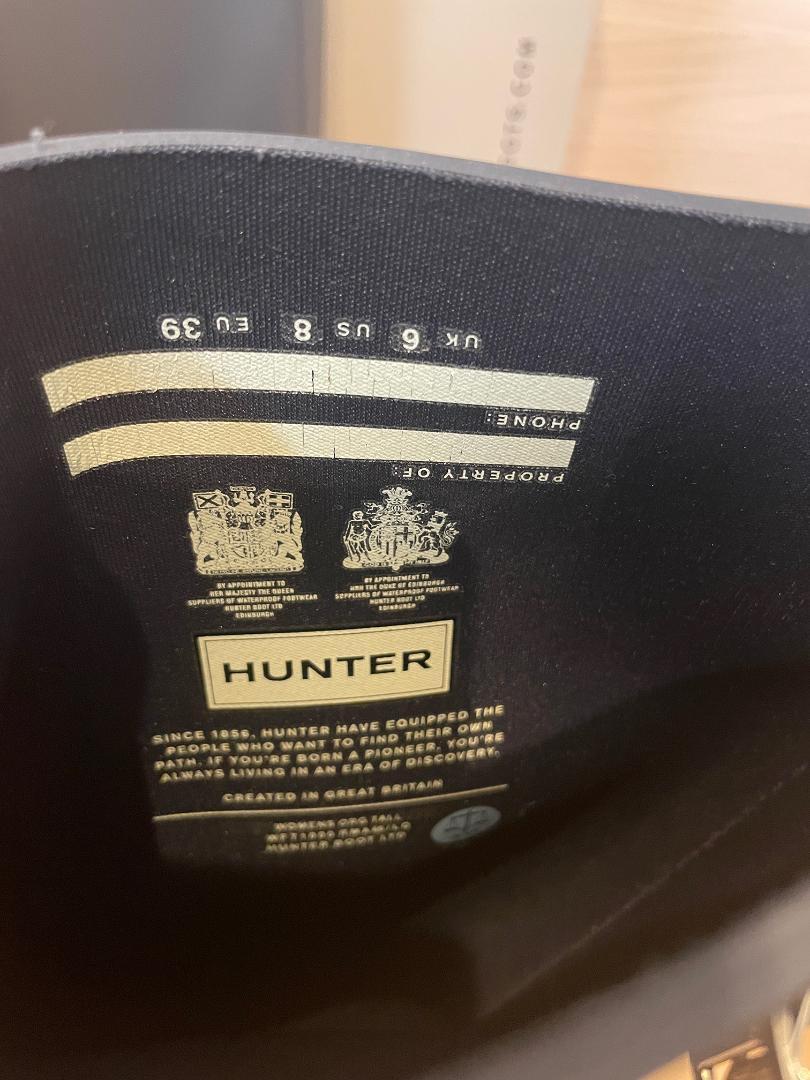 UK 6 US 8 EU 39
PHONE:
PROPERTY OF:
BY APPOINTMENT TO
HER MAJESTY THE QUEEN
SUPPLIERS OF WATERPROOF FOOTWEAR
HUNTER BOOT LTD
EDINBURGH
BY APPOINTMENT TO
HRH THE DUKE OF EDINBURGH
SUPPLIERS OF WATERPROOF FOOTWEAR
HUNTER BOOT LTD
EDINBURGH
HUNTER
SINCE 1856, HUNTER HAVE EQUIPPED THE
PEOPLE WHO WANT TO FIND THEIR OWN
PATH. IF YOU'RE BORN A PIONEER, YOU'RE
ALWAYS LIVING IN AN ERA OF DISCOVERY.
CREATED IN GREAT BRITAIN
WOMENS ORG TALL
HUNTER BOOT LTD